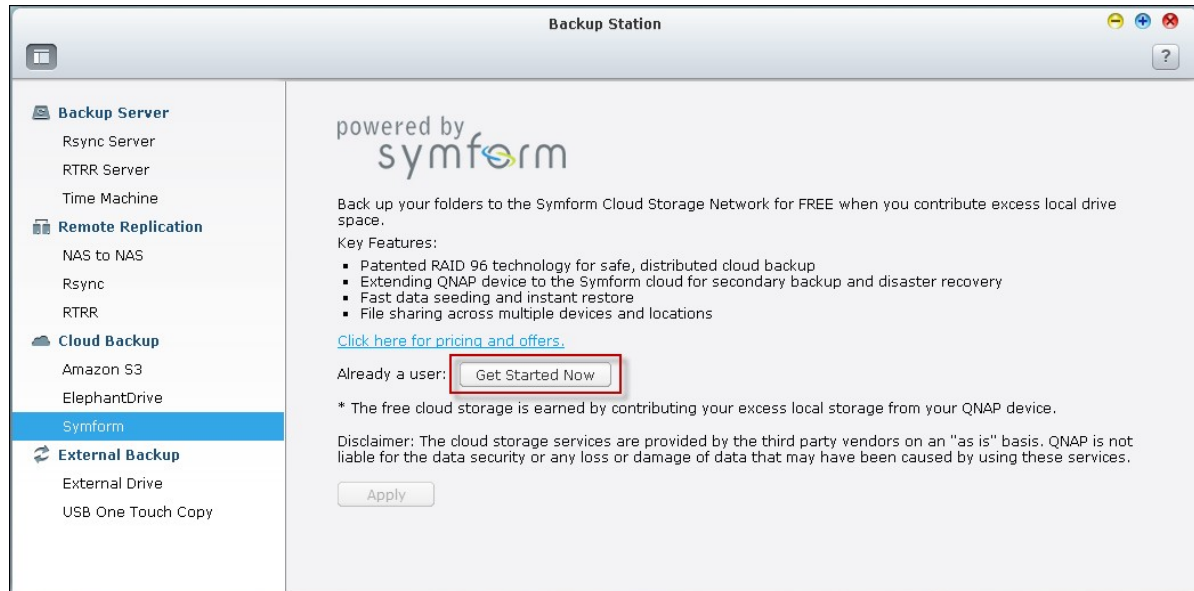 Backup Station
?
Backup Server
Rsync Server
RTRR Server
Time Machine
Remote Replication
NAS to NAS
Rsync
RTRR
Cloud Backup
Amazon S3
ElephantDrive
Symform
External Backup
External Drive
USB One Touch Copy
powered by
symform
Back up your folders to the Symform Cloud Storage Network for FREE when you contribute excess local drive
space.
Key Features:
▪ Patented RAID 96 technology for safe, distributed cloud backup
▪ Extending QNAP device to the Symform cloud for secondary backup and disaster recovery
▪ Fast data seeding and instant restore
▪ File sharing across multiple devices and locations
Click here for pricing and offers.
Already a user: Get Started Now
* The free cloud storage is earned by contributing your excess local storage from your QNAP device.
Disclaimer: The cloud storage services are provided by the third party vendors on an "as is" basis. QNAP is not
liable for the data security or any loss or damage of data that may have been caused by using these services.
Apply